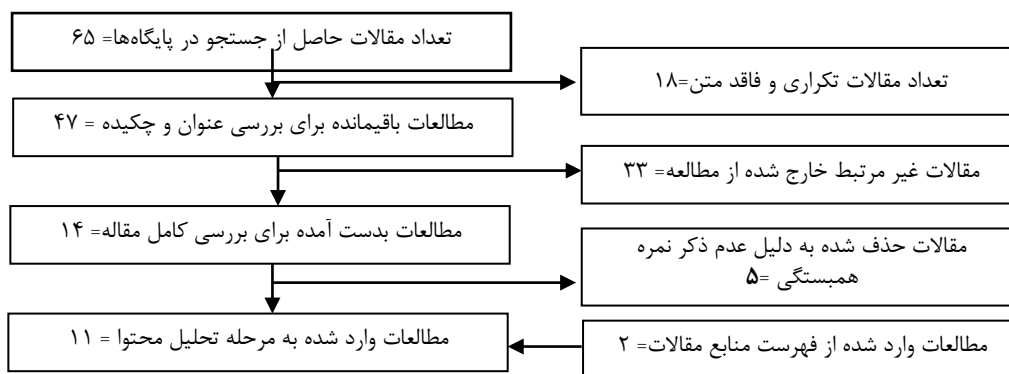 تعداد مقالات حاصل از جستجو در پایگاه‌ها= ۶۵
تعداد مقالات تکراری و فاقد متن=۱۸
مطالعات باقیمانده برای بررسی عنوان و چکیده = ۴۷
مقالات غیر مرتبط خارج شده از مطالعه= ۳۳
مطالعات بدست آمده برای بررسی کامل مقاله= ۱۴
مقالات حذف شده به دلیل عدم ذکر نمره
همبستگی =۵
مطالعات وارد شده به مرحله تحلیل محتوا = ۱۱
مطالعات وارد شده از فهرست منابع مقالات= ۲